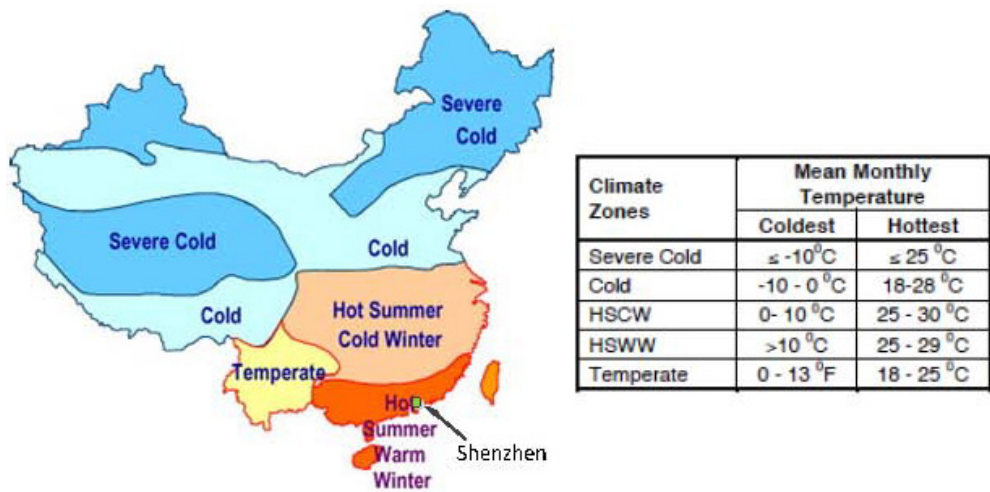 Severe
Cold
Severe Cold
Cold
Cold
Hot Summer
Cold Winter
Temperate
Hot
Summer
Warm
Winter
Shenzhen
Climate Zones Mean Monthly Temperature
Coldest Hottest
Severe Cold ≤ -10⁰C ≤ 25 ⁰C
Cold -10 - 0 ⁰C 18-28 ⁰C
HSCW 0- 10 ⁰C 25 - 30 ⁰C
HSWW >10 ⁰C 25 - 29 ⁰C
Temperate 0 - 13 ⁰F 18 - 25 ⁰C